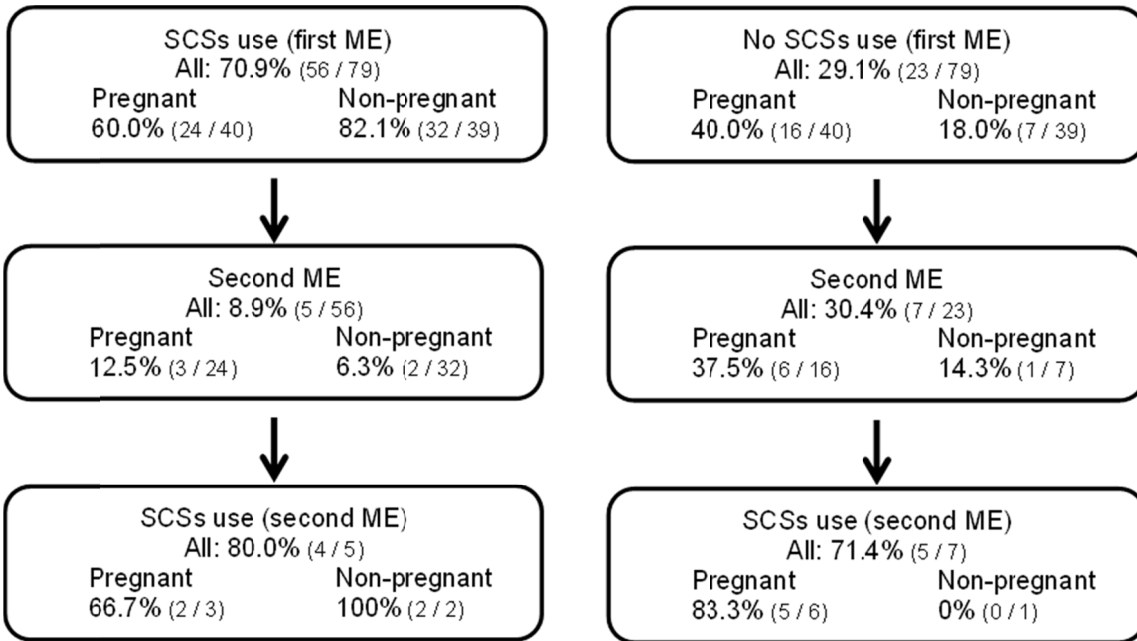 SCSs use (first ME)
All: 70.9% (56 / 79)
Pregnant Non-pregnant
60.0% (24 / 40) 82.1% (32 / 39)
Second ME
All: 8.9% (5 / 56)
Pregnant Non-pregnant
12.5% (3 / 24) 6.3% (2 / 32)
SCSs use (second ME)
All: 80.0% (4 / 5)
Pregnant Non-pregnant
66.7% (2 / 3) 100% (2 / 2)
No SCSs use (first ME)
All: 29.1% (23 / 79)
Pregnant Non-pregnant
40.0% (16 / 40) 18.0% (7 / 39)
Second ME
All: 30.4% (7 / 23)
Pregnant Non-pregnant
37.5% (6 / 16) 14.3% (1 / 7)
SCSs use (second ME)
All: 71.4% (5 / 7)
Pregnant Non-pregnant
83.3% (5 / 6) 0% (0 / 1)